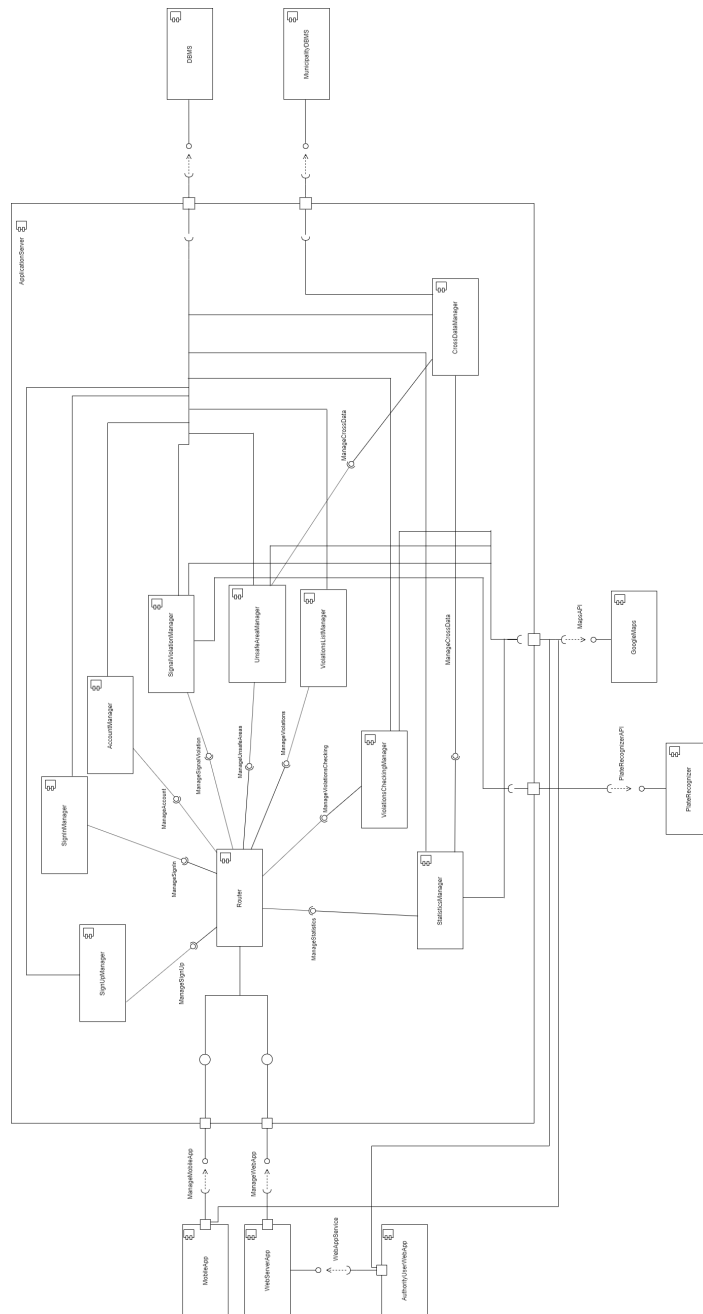 DBMS
MunicipalityDBMS
ApplicationServer
CrossDataManager
ManageCrossData
SignalViolationManager
UnsafeAreaManager
ViolationsListManager
ManageCrossData
MapsAPI
GoogleMaps
AccountManager
ManageSignalViolation
ManageUnsafeAreas
ManageViolations
ManageAccount
ManageViolationsChecking
ViolationsCheckingManager
PlateRecognizerAPI
PlateRecognizer
SignInManager
ManageSignIn
Router
StatisticsManager
ManageStatistics
SignUpManager
ManageSignUp
ManageMobileApp
ManageWebApp
MobileApp
WebServerApp
WebAppService
AuthorityUserWebApp